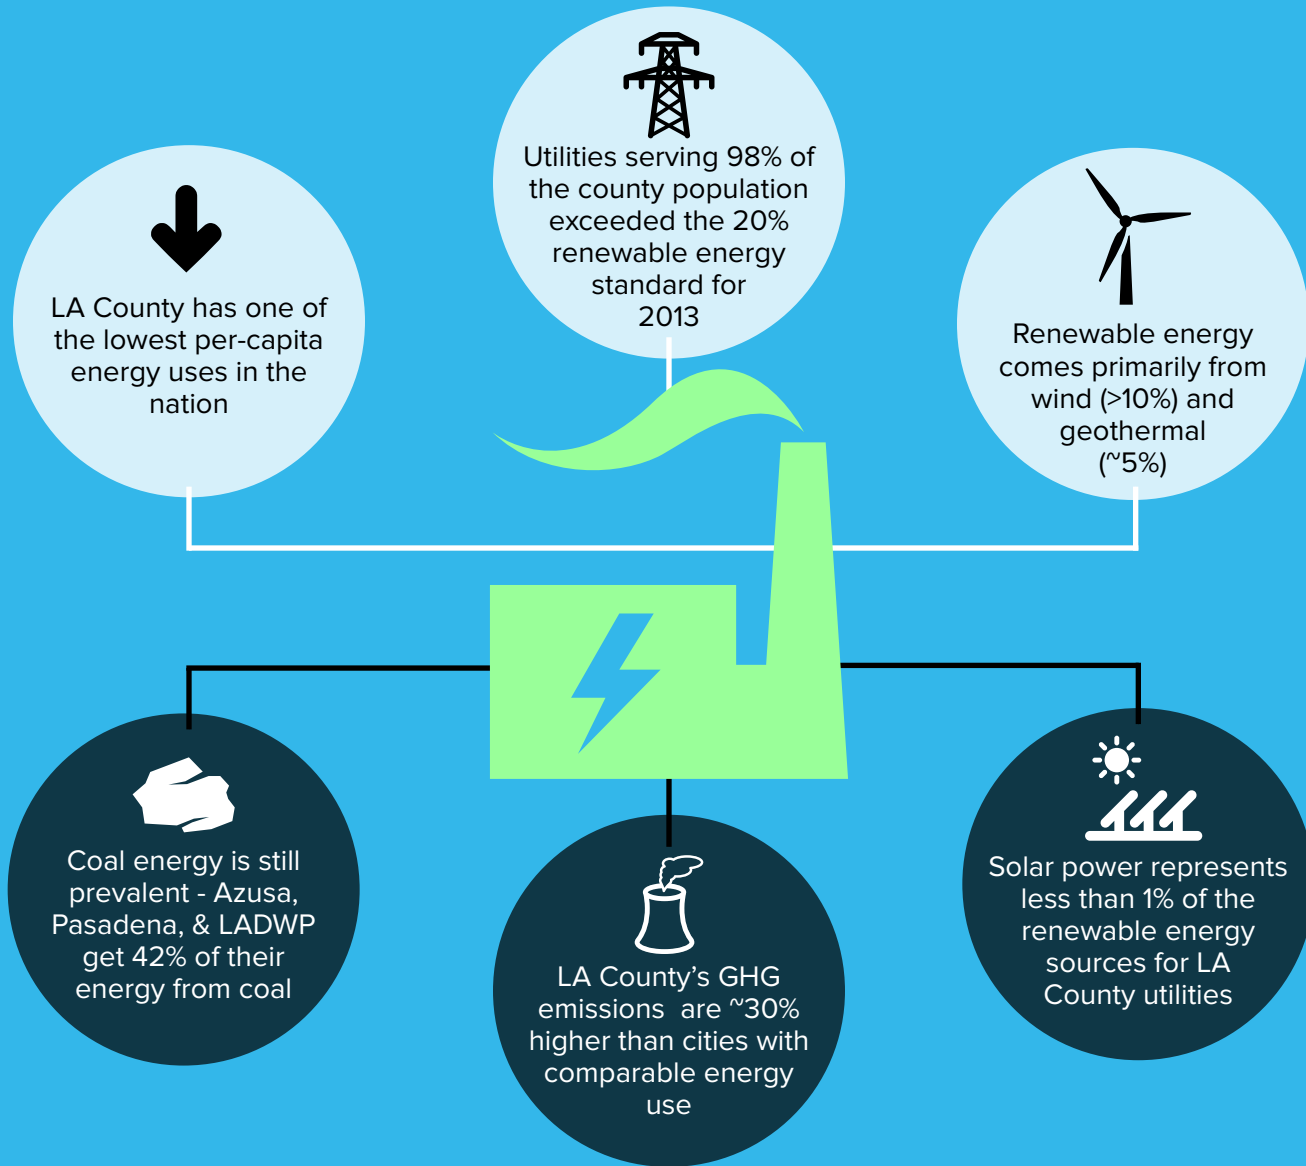 Utilities serving 98% of
the county population
exceeded the 20%
renewable energy
standard for
2013
LA County has one of
the lowest per-capita
energy uses in the
nation
Renewable energy
comes primarily from
wind (>10%) and
geothermal
(~5%)
Coal energy is still
prevalent - Azusa,
Pasadena, & LADWP
get 42% of their
energy from coal
LA County’s GHG
emissions  are ~30%
higher than cities with
comparable energy
use
Solar power represents
less than 1% of the
renewable energy
sources for LA
County utilities